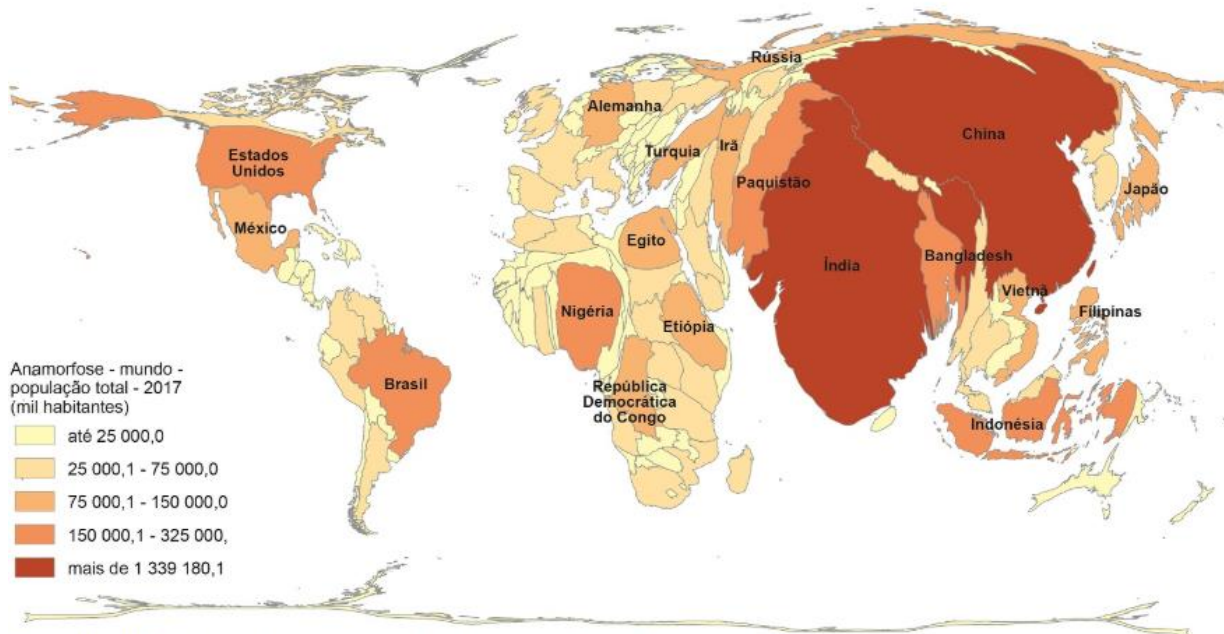 Rússia
Alemanha
China
Estados
Unidos
Turquia
Irã
Paquistão
Japão
México
Egito
Índia
Bangladesh
Nigéria
Etiópia
Vietnã
Filipinas
Anamorfose - mundo -
população total - 2017
(mil habitantes)
Brasil
República
Democrática
do Congo
Indonésia
até 25 000,0
25 000,1 - 75 000,0
75 000,1 - 150 000,0
150 000,1 - 325 000,
mais de 1 339 180,1